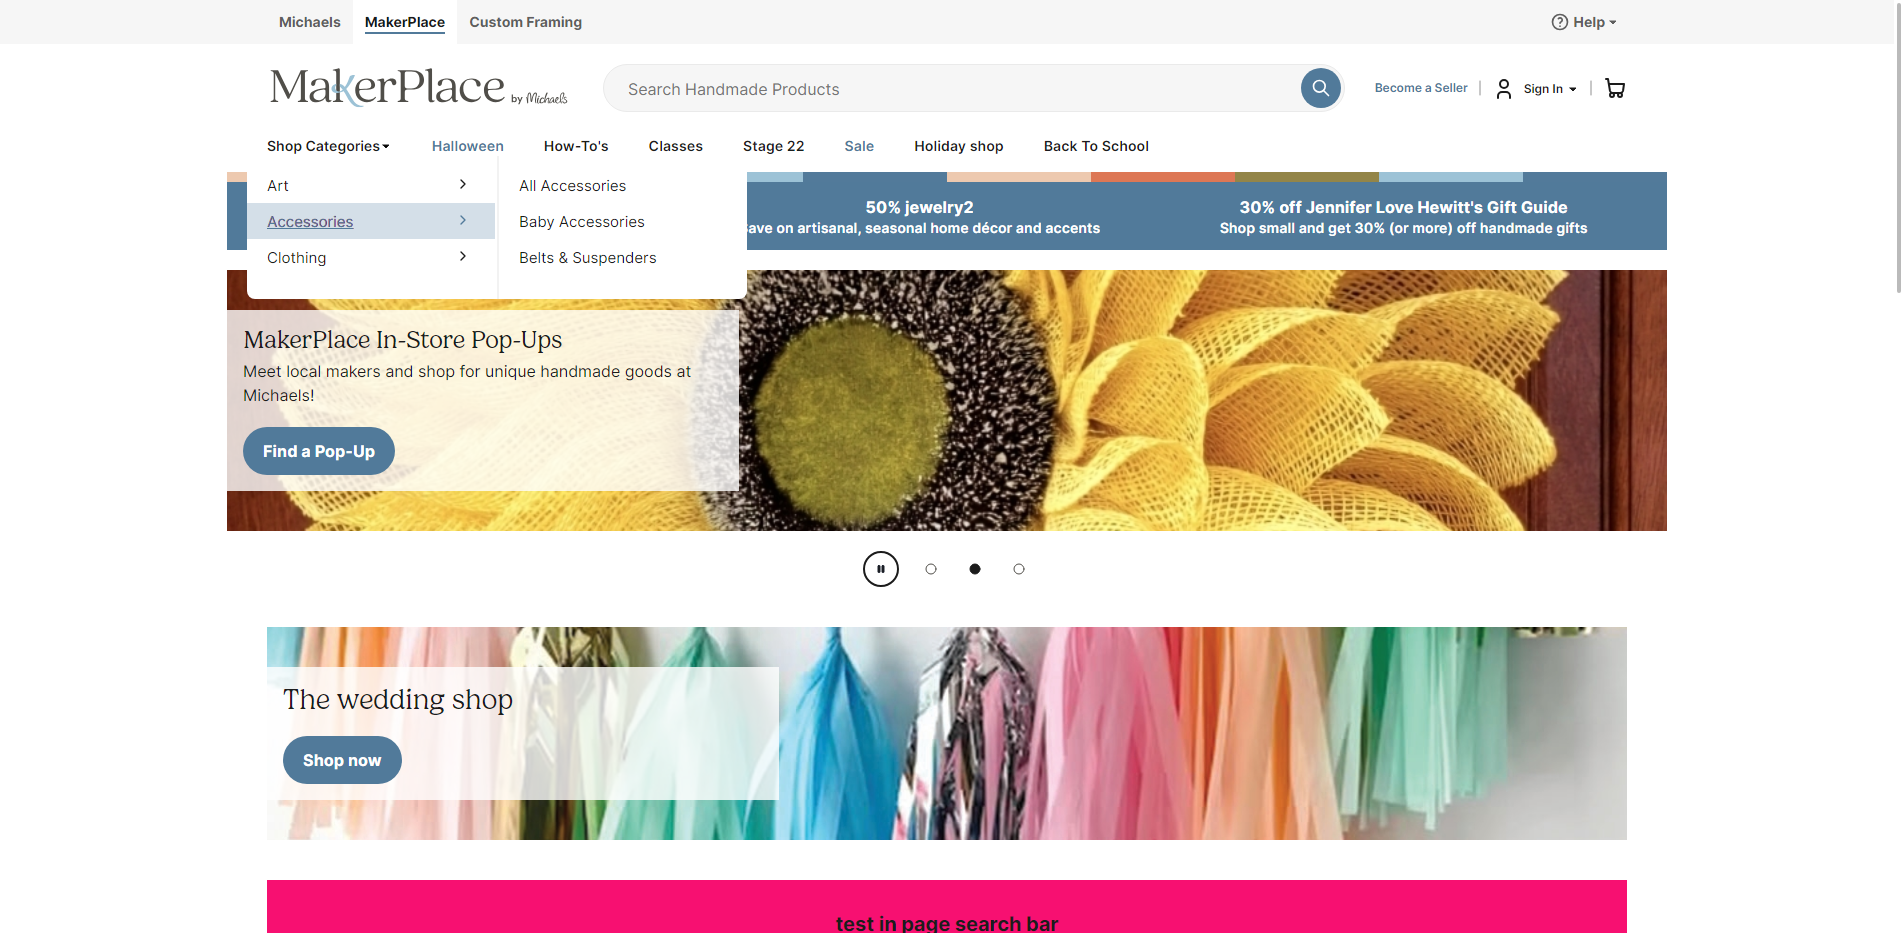 Michaels
MakerPlace
Custom Framing
Help
MakerPlace by Michaels
Search Handmade Products
Become a Seller
Sign In
Shop Categories
Halloween
How-To's
Classes
Stage 22
Sale
Holiday shop
Back To School
Art
Accessories
Clothing
All Accessories
Baby Accessories
Belts & Suspenders
50% jewelry2
ave on artisanal, seasonal home décor and accents
30% off Jennifer Love Hewitt's Gift Guide
Shop small and get 30% (or more) off handmade gifts
MakerPlace In-Store Pop-Ups
Meet local makers and shop for unique handmade goods at
Michaels!
Find a Pop-Up
The wedding shop
Shop now
test in page search bar